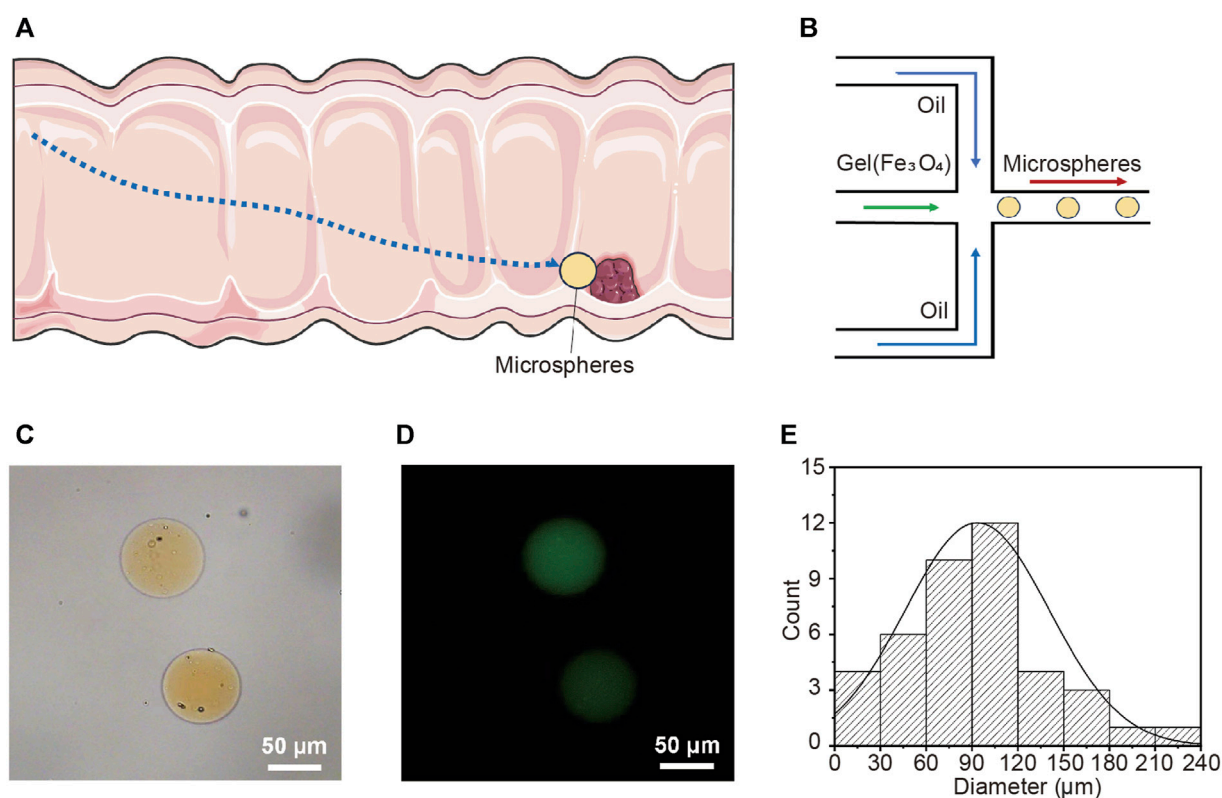 A
B
Oil
Gel(Fe₃O₄)
Microspheres
Oil
Microspheres
C
D
E
50 µm
50 µm
15
12
9
6
3
0
Count
0 30 60 90 120 150 180 210 240
Diameter (µm)